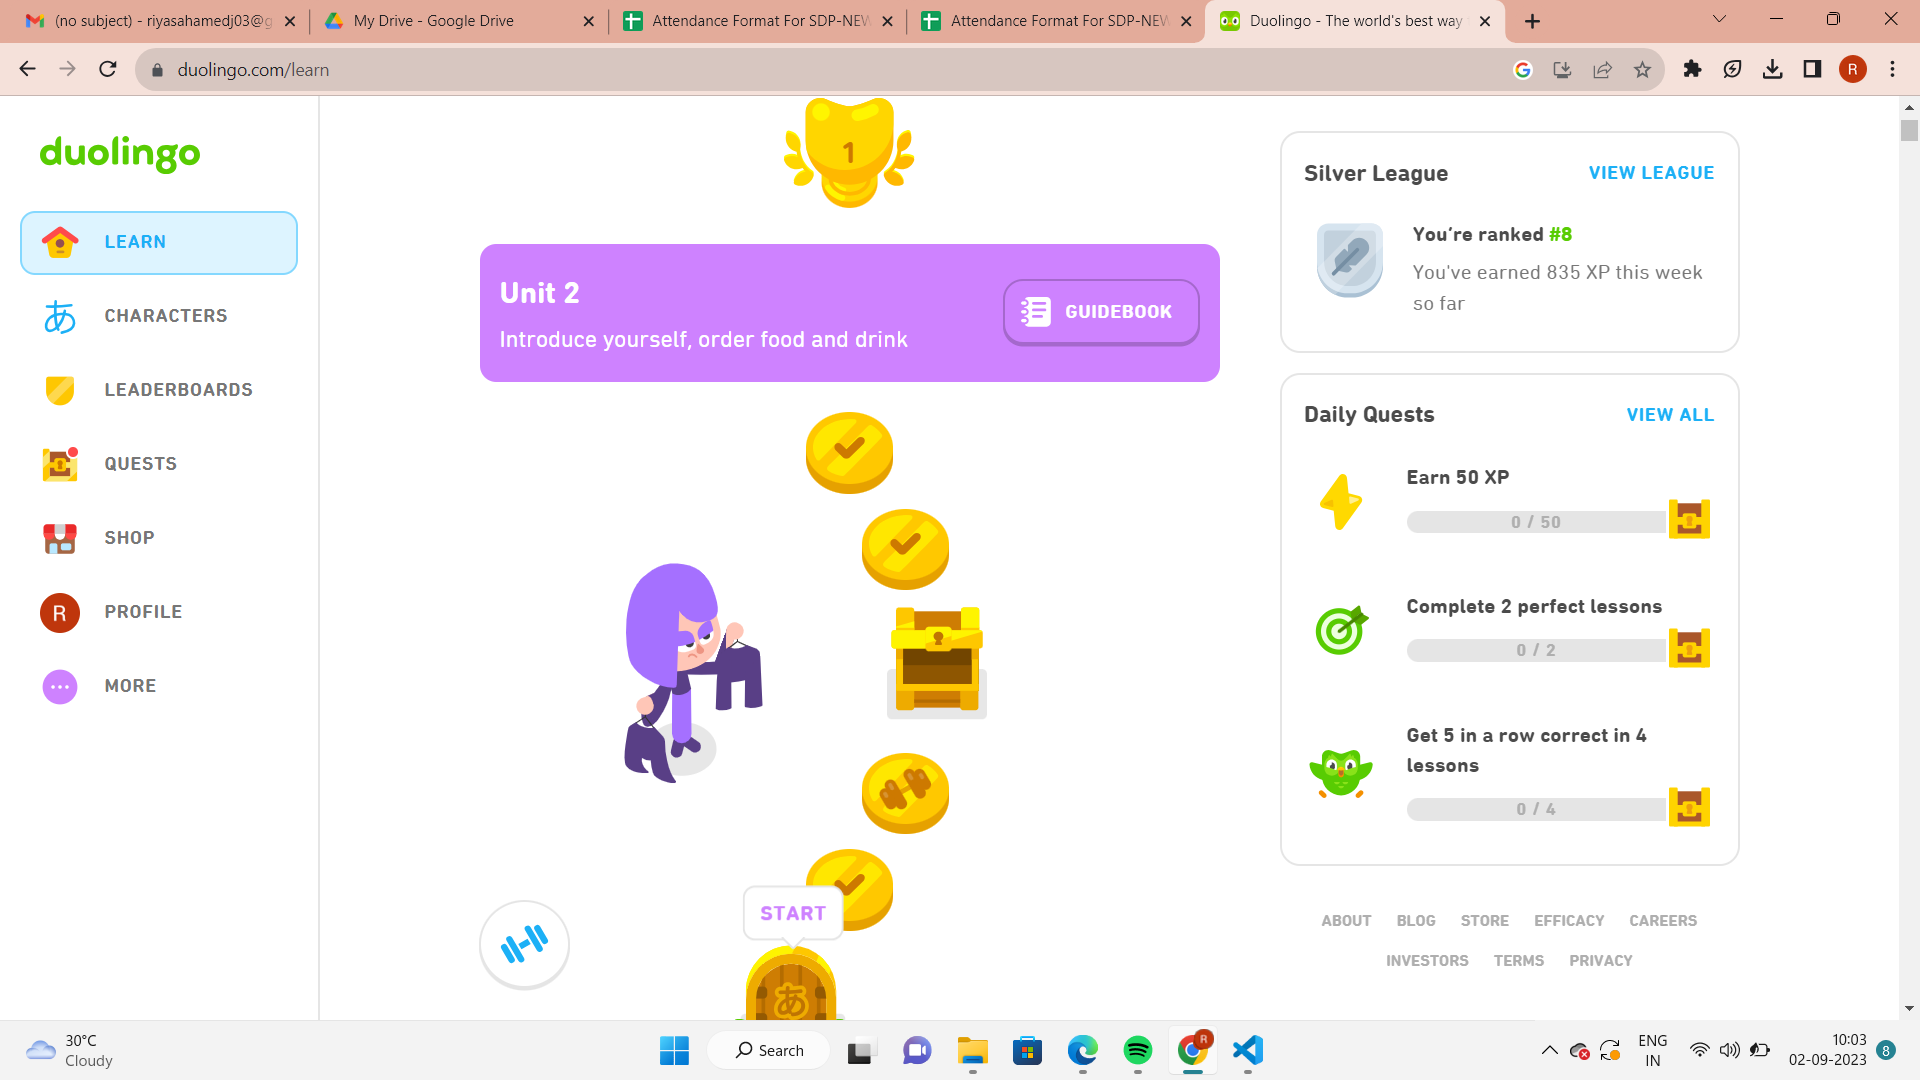 (no subject) - riyasahamedj03@g
My Drive - Google Drive
Attendance Format For SDP-NEW
Attendance Format For SDP-NEW
Duolingo - The world's best way
duolingo.com/learn
R
duolingo
LEARN
CHARACTERS
LEADERBOARDS
QUESTS
SHOP
R
PROFILE
MORE
あ
1
Unit 2
Introduce yourself, order food and drink
GUIDEBOOK
START
あ
Silver League
VIEW LEAGUE
You're ranked #8
You've earned 835 XP this week
so far
Daily Quests
VIEW ALL
Earn 50 XP
0 / 50
Complete 2 perfect lessons
0 / 2
Get 5 in a row correct in 4
lessons
0 / 4
ABOUT BLOG STORE EFFICACY CAREERS
INVESTORS TERMS PRIVACY
30°C
Cloudy
Search
R
ENG
IN
10:03
02-09-2023
8